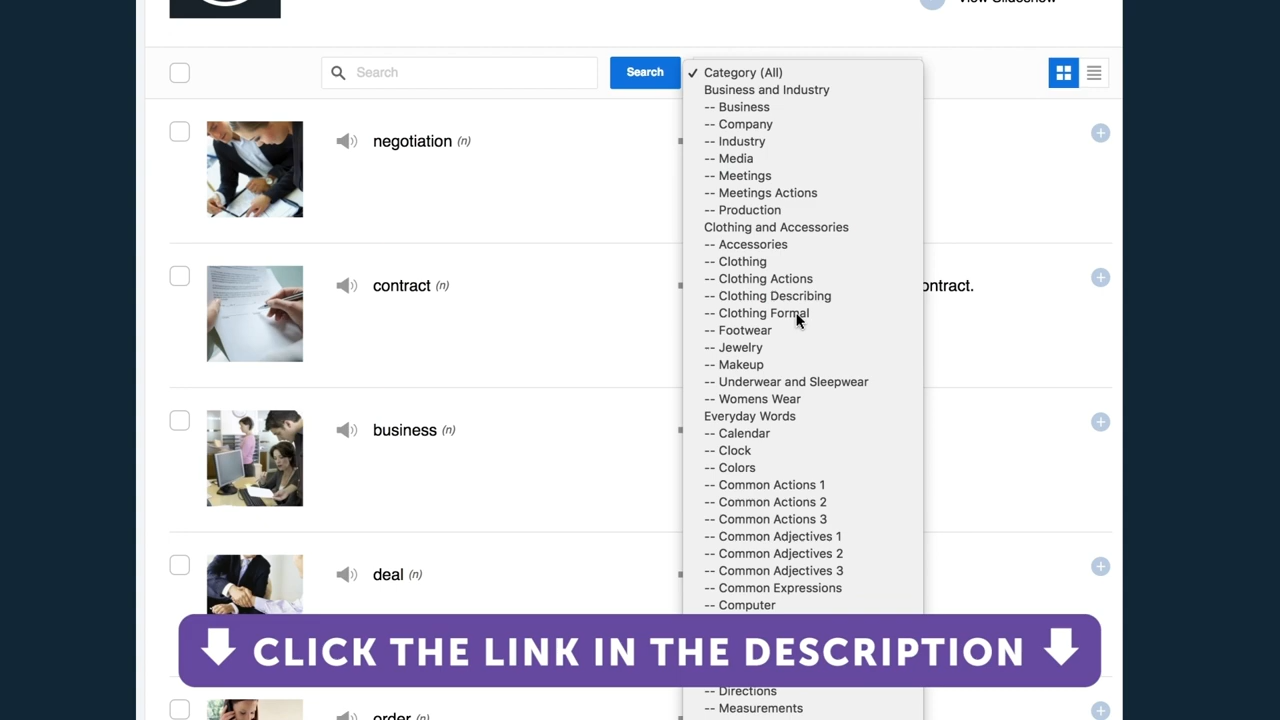 View Slideshow
Search
Search
✓ Category (All)
Business and Industry
-- Business
-- Company
-- Industry
-- Media
-- Meetings
-- Meetings Actions
-- Production
Clothing and Accessories
-- Accessories
-- Clothing
-- Clothing Actions
-- Clothing Describing
-- Clothing Formal
-- Footwear
-- Jewelry
-- Makeup
-- Underwear and Sleepwear
-- Womens Wear
Everyday Words
-- Calendar
-- Clock
-- Colors
-- Common Actions 1
-- Common Actions 2
-- Common Actions 3
-- Common Adjectives 1
-- Common Adjectives 2
-- Common Adjectives 3
-- Common Expressions
-- Computer
-- Directions
-- Measurements
negotiation (n)
contract (n)
ontract.
business (n)
deal (n)
order (n)
CLICK THE LINK IN THE DESCRIPTION